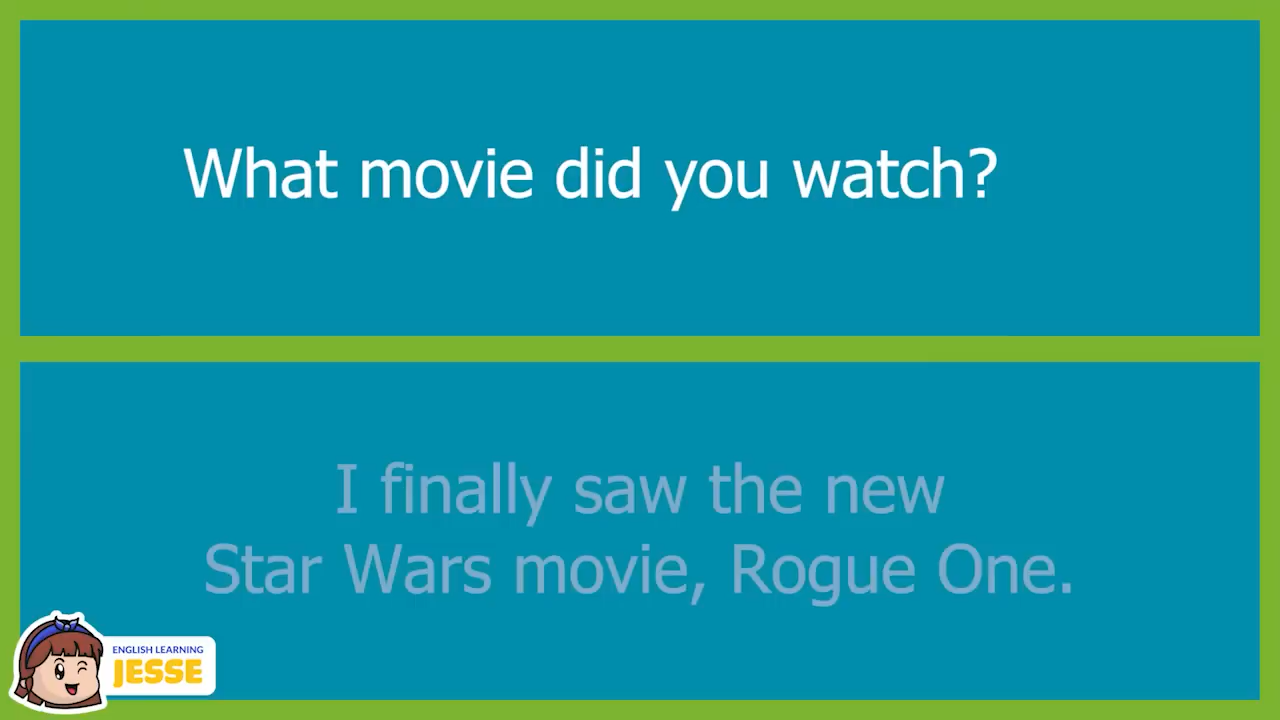 What movie did you watch?
I finally saw the new
Star Wars movie, Rogue One.
ENGLISH LEARNING
JESSE